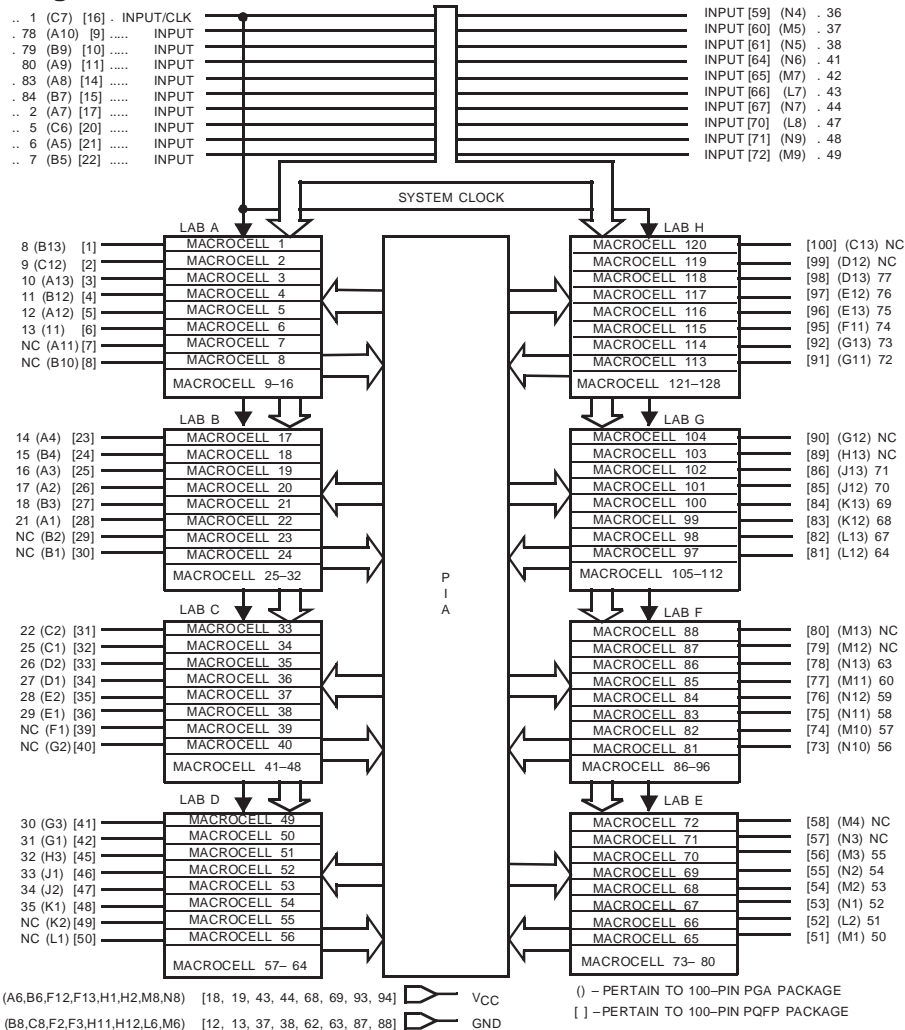 .. 1 (C7) [16] . INPUT/CLK
. 78 (A10) [9] ..... INPUT
. 79 (B9) [10] ..... INPUT
80 (A9) [11] ..... INPUT
. 83 (A8) [14] ..... INPUT
. 84 (B7) [15] ..... INPUT
.. 2 (A7) [17] ..... INPUT
.. 5 (C6) [20] ..... INPUT
.. 6 (A5) [21] ..... INPUT
.. 7 (B5) [22] ..... INPUT
INPUT [59] (N4) . 36
INPUT [60] (M5) . 37
INPUT [61] (N5) . 38
INPUT [64] (N6) . 41
INPUT [65] (M7) . 42
INPUT [66] (L7) . 43
INPUT [67] (N7) . 44
INPUT [70] (L8) . 47
INPUT [71] (N9) . 48
INPUT [72] (M9) . 49
SYSTEM CLOCK
LAB A
8 (B13) [1] MACROCELL 1
9 (C12) [2] MACROCELL 2
10 (A13) [3] MACROCELL 3
11 (B12) [4] MACROCELL 4
12 (A12) [5] MACROCELL 5
13 (11) [6] MACROCELL 6
NC (A11) [7] MACROCELL 7
NC (B10) [8] MACROCELL 8
MACROCELL 9–16
LAB B
14 (A4) [23] MACROCELL 17
15 (B4) [24] MACROCELL 18
16 (A3) [25] MACROCELL 19
17 (A2) [26] MACROCELL 20
18 (B3) [27] MACROCELL 21
21 (A1) [28] MACROCELL 22
NC (B2) [29] MACROCELL 23
NC (B1) [30] MACROCELL 24
MACROCELL 25–32
LAB C
22 (C2) [31] MACROCELL 33
25 (C1) [32] MACROCELL 34
26 (D2) [33] MACROCELL 35
27 (D1) [34] MACROCELL 36
28 (E2) [35] MACROCELL 37
29 (E1) [36] MACROCELL 38
NC (F1) [39] MACROCELL 39
NC (G2) [40] MACROCELL 40
MACROCELL 41–48
LAB D
30 (G3) [41] MACROCELL 49
31 (G1) [42] MACROCELL 50
32 (H3) [45] MACROCELL 51
33 (J1) [46] MACROCELL 52
34 (J2) [47] MACROCELL 53
35 (K1) [48] MACROCELL 54
NC (K2) [49] MACROCELL 55
NC (L1) [50] MACROCELL 56
MACROCELL 57– 64
P
I
A
LAB H
MACROCELL 120 [100] (C13) NC
MACROCELL 119 [99] (D12) NC
MACROCELL 118 [98] (D13) 77
MACROCELL 117 [97] (E12) 76
MACROCELL 116 [96] (E13) 75
MACROCELL 115 [95] (F11) 74
MACROCELL 114 [92] (G13) 73
MACROCELL 113 [91] (G11) 72
MACROCELL 121–128
LAB G
MACROCELL 104 [90] (G12) NC
MACROCELL 103 [89] (H13) NC
MACROCELL 102 [86] (J13) 71
MACROCELL 101 [85] (J12) 70
MACROCELL 100 [84] (K13) 69
MACROCELL 99 [83] (K12) 68
MACROCELL 98 [82] (L13) 67
MACROCELL 97 [81] (L12) 64
MACROCELL 105–112
LAB F
MACROCELL 88 [80] (M13) NC
MACROCELL 87 [79] (M12) NC
MACROCELL 86 [78] (N13) 63
MACROCELL 85 [77] (M11) 60
MACROCELL 84 [76] (N12) 59
MACROCELL 83 [75] (N11) 58
MACROCELL 82 [74] (M10) 57
MACROCELL 81 [73] (N10) 56
MACROCELL 86–96
LAB E
MACROCELL 72 [58] (M4) NC
MACROCELL 71 [57] (N3) NC
MACROCELL 70 [56] (M3) 55
MACROCELL 69 [55] (N2) 54
MACROCELL 68 [54] (M2) 53
MACROCELL 67 [53] (N1) 52
MACROCELL 66 [52] (L2) 51
MACROCELL 65 [51] (M1) 50
MACROCELL 73– 80
(A6,B6,F12,F13,H1,H2,M8,N8) [18, 19, 43, 44, 68, 69, 93, 94] VCC
(B8,C8,F2,F3,H11,H12,L6,M6) [12, 13, 37, 38, 62, 63, 87, 88] GND
() – PERTAIN TO 100–PIN PGA PACKAGE
[ ] –PERTAIN TO 100–PIN PQFP PACKAGE